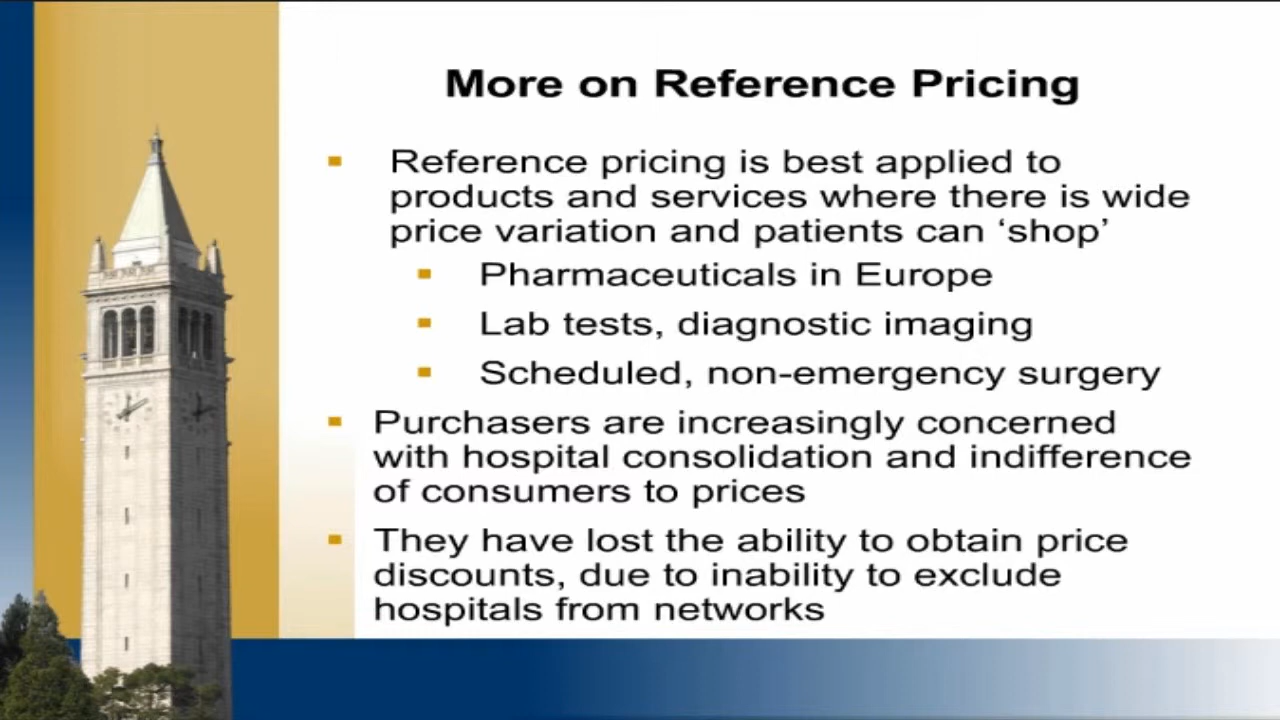 More on Reference Pricing
Reference pricing is best applied to
products and services where there is wide
price variation and patients can ‘shop’
Pharmaceuticals in Europe
Lab tests, diagnostic imaging
Scheduled, non-emergency surgery
Purchasers are increasingly concerned
with hospital consolidation and indifference
of consumers to prices
They have lost the ability to obtain price
discounts, due to inability to exclude
hospitals from networks